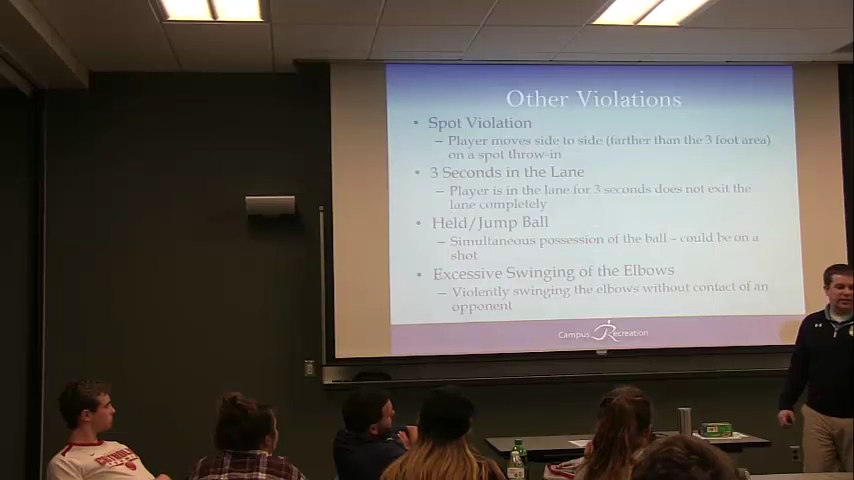 Other Violations
• Spot Violation
– Player moves side to side (farther than the 3 foot area)
on a spot throw-in
• 3 Seconds in the Lane
– Player is in the lane for 3 seconds does not exit the
lane completely
• Held/Jump Ball
– Simultaneous possession of the ball – could be on a
shot
• Excessive Swinging of the Elbows
– Violently swinging the elbows without contact of an
opponent
Campus Recreation